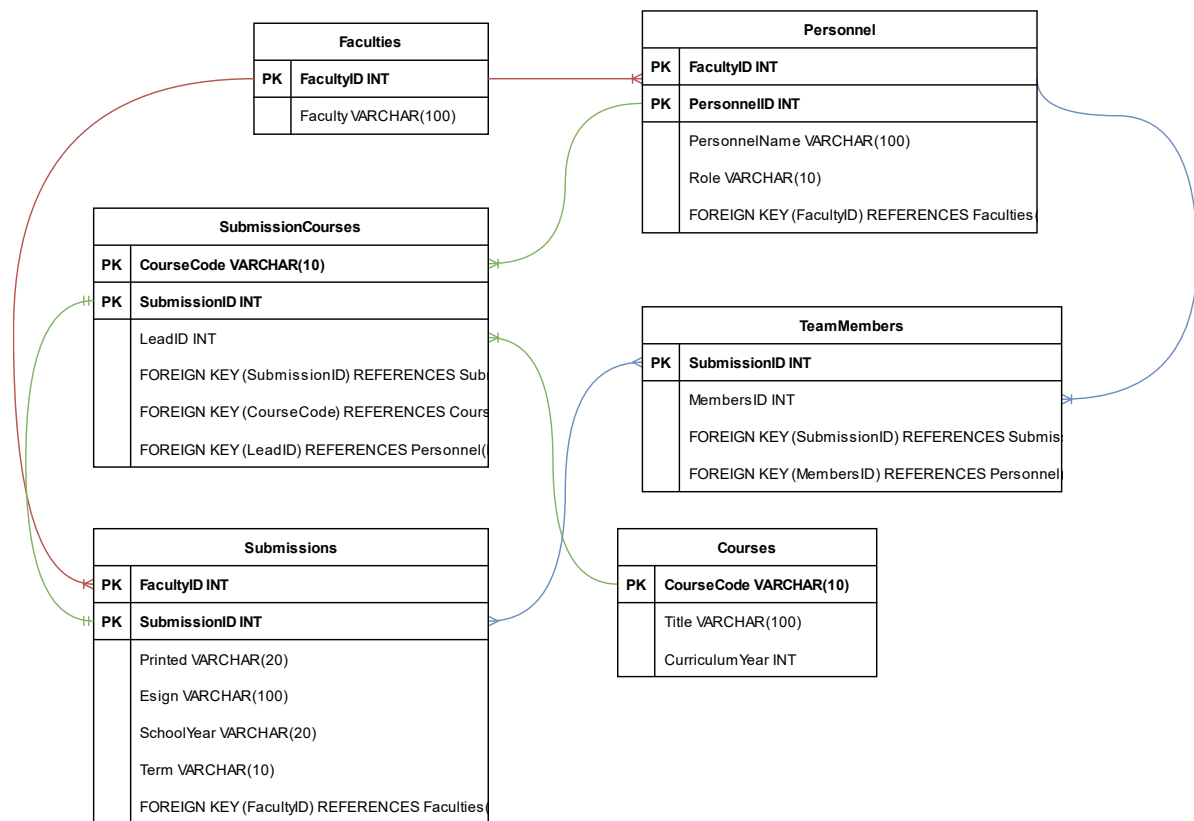 Faculties
PK FacultyID INT
Faculty VARCHAR(100)
Personnel
PK FacultyID INT
PK PersonnelID INT
PersonnelName VARCHAR(100)
Role VARCHAR(10)
FOREIGN KEY (FacultyID) REFERENCES Faculties(
SubmissionCourses
PK CourseCode VARCHAR(10)
PK SubmissionID INT
LeadID INT
FOREIGN KEY (SubmissionID) REFERENCES Sub
FOREIGN KEY (CourseCode) REFERENCES Cours
FOREIGN KEY (LeadID) REFERENCES Personnel(
TeamMembers
PK SubmissionID INT
MembersID INT
FOREIGN KEY (SubmissionID) REFERENCES Submis
FOREIGN KEY (MembersID) REFERENCES Personnel(
Submissions
PK FacultyID INT
PK SubmissionID INT
Printed VARCHAR(20)
Esign VARCHAR(100)
SchoolYear VARCHAR(20)
Term VARCHAR(10)
FOREIGN KEY (FacultyID) REFERENCES Faculties(
Courses
PK CourseCode VARCHAR(10)
Title VARCHAR(100)
CurriculumYear INT